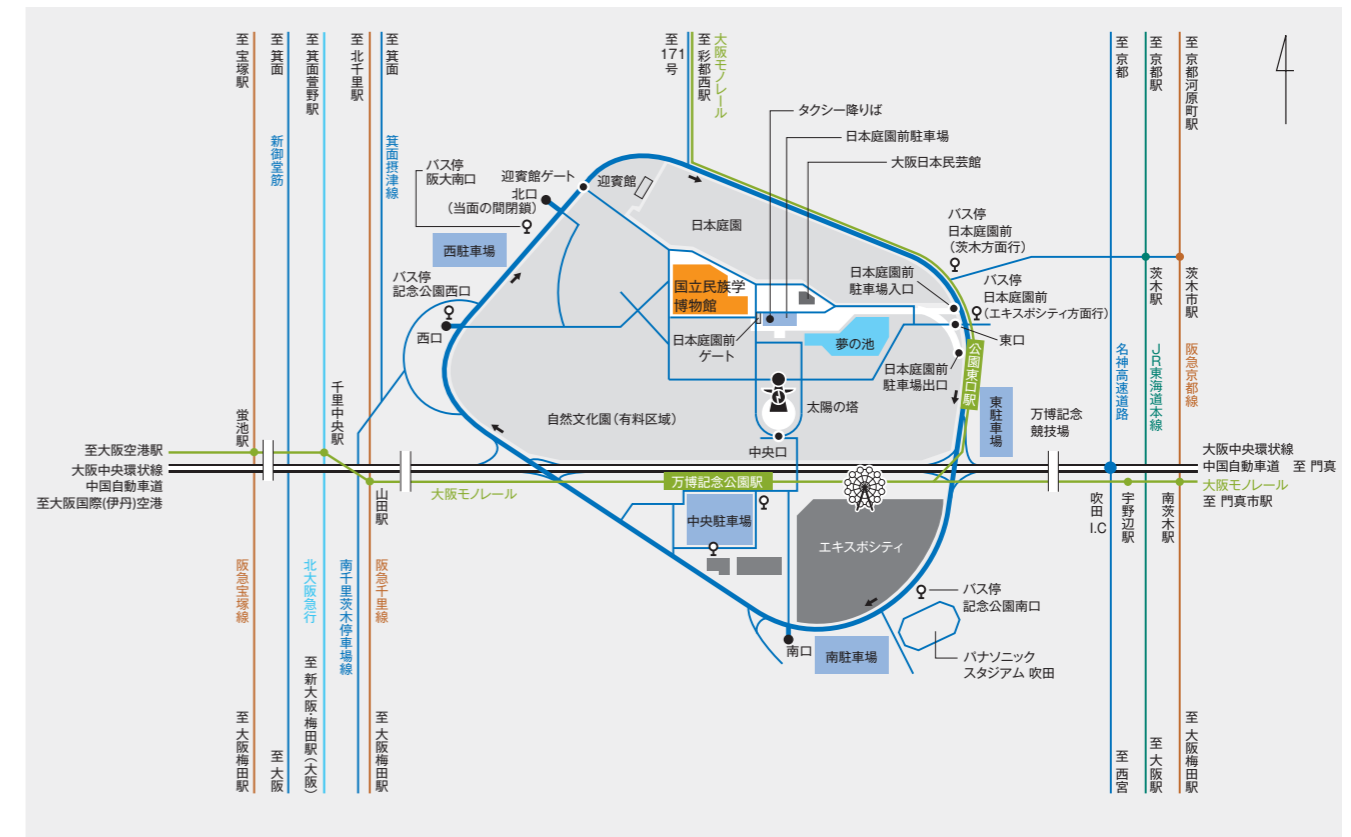 至 宝塚駅
至 箕面
至 箕面萱野駅
至 北千里駅
至 箕面
至 171号
至 彩都西駅
大阪モノレール
至 京都
至 京都駅
至 京都河原町駅
新御堂筋
箕面摂津線
タクシー降りば
日本庭園前駐車場
大阪日本民芸館
バス停
阪大南口
迎賓館ゲート
北口
(当面の間閉鎖)
迎賓館
日本庭園
西駐車場
バス停
日本庭園前
(茨木方面行)
バス停
記念公園西口
西口
国立民族学
博物館
日本庭園前
駐車場入口
バス停
日本庭園前
(エキスポシティ方面行)
東口
茨木駅
茨木市駅
日本庭園前
ゲート
夢の池
日本庭園前
駐車場出口
公園東口駅
名神高速道路
JR東海道本線
阪急京都線
太陽の塔
自然文化園(有料区域)
中央口
東駐車場
万博記念
競技場
蛍池駅
千里中央駅
至大阪空港駅
大阪中央環状線
中国自動車道
至大阪国際(伊丹)空港
山田駅
大阪モノレール
万博記念公園駅
大阪中央環状線
中国自動車道 至 門真
大阪モノレール
至 門真市駅
吹田I.C
宇野辺駅
南茨木駅
中央駐車場
エキスポシティ
阪急宝塚線
北大阪急行
南千里茨木停車場線
阪急千里線
バス停
記念公園南口
南口
南駐車場
パナソニック
スタジアム 吹田
至 大阪梅田駅
至 大阪
至 新大阪・梅田駅(大阪)
至 大阪梅田駅
至 西宮
至 大阪駅
至 大阪梅田駅